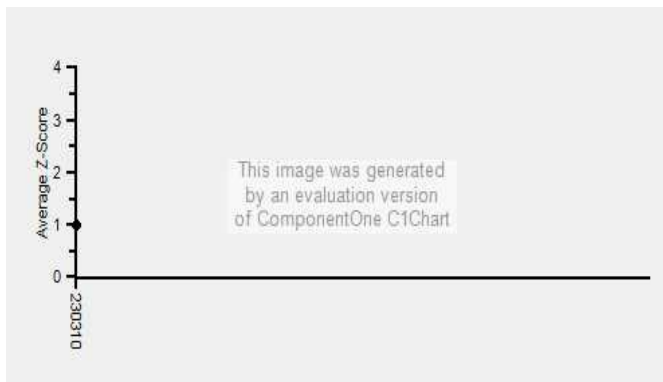 Average Z-Score
4
3
2
1
0
This image was generated
by an evaluation version
of ComponentOne C1Chart
230310